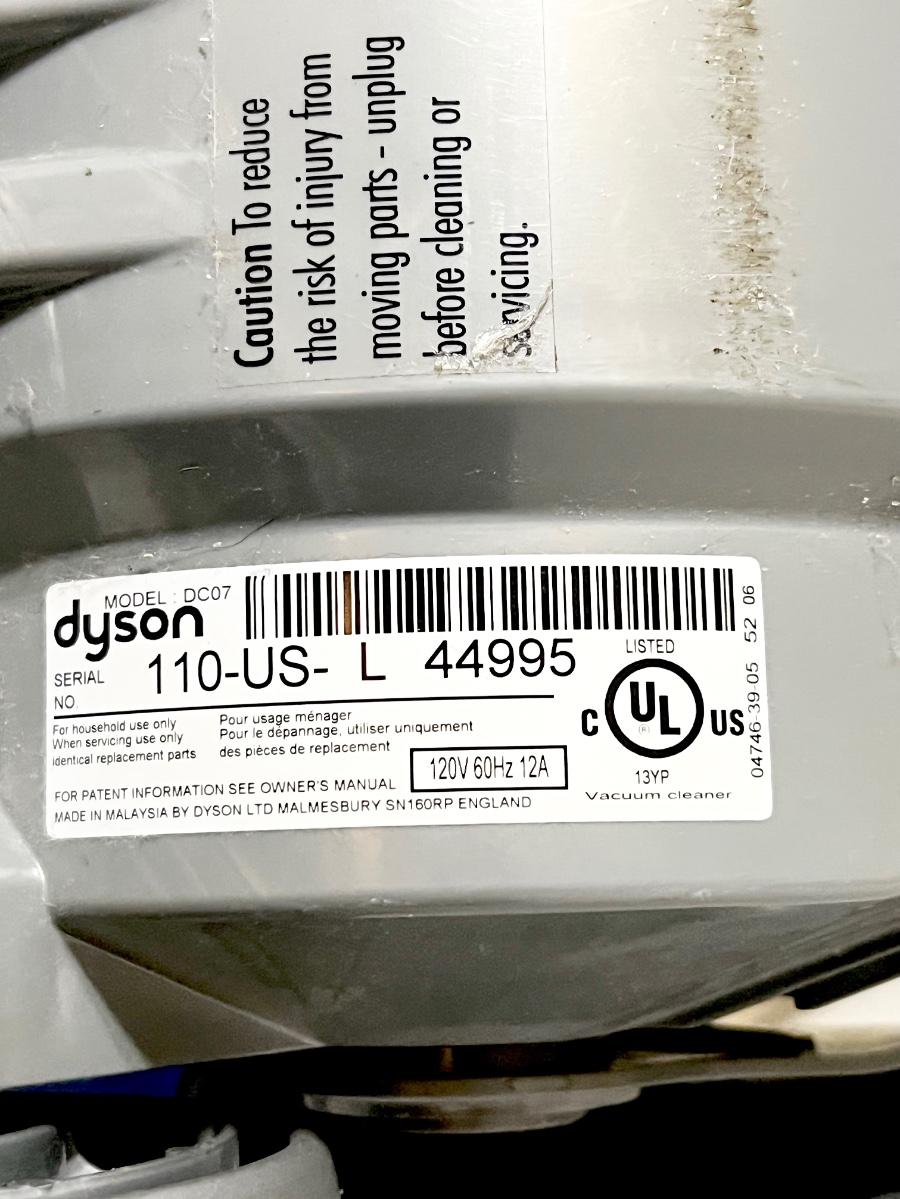 Caution To reduce
the risk of injury from
moving parts - unplug
before cleaning or
servicing.
MODEL : DC07
dyson
SERIAL NO. 110-US- L 44995
For household use only
When servicing use only
identical replacement parts
Pour usage ménager
Pour le dépannage, utiliser uniquement
des pièces de replacement
120V 60Hz 12A
FOR PATENT INFORMATION SEE OWNER'S MANUAL
MADE IN MALAYSIA BY DYSON LTD MALMESBURY SN160RP ENGLAND
LISTED
C UL US
(R)
13YP
Vacuum cleaner
04746-39-05 52 06